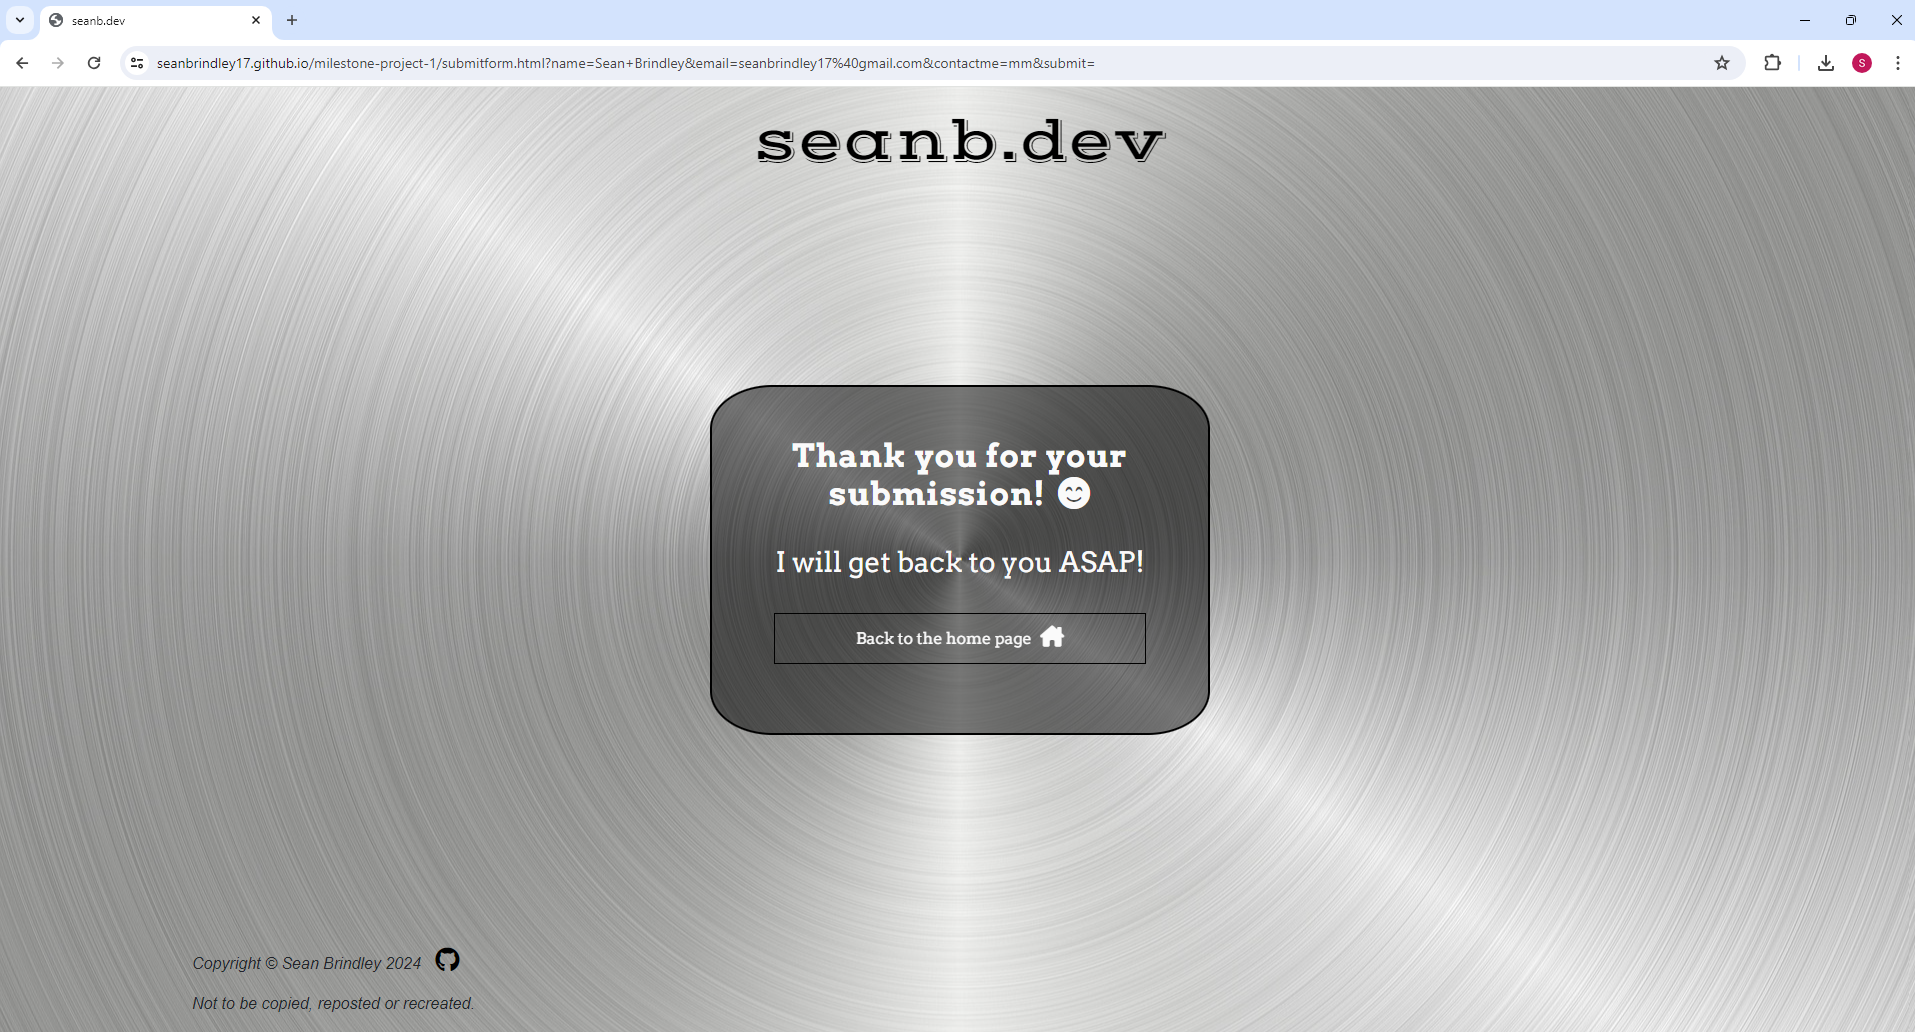 seanb.dev
seanbrindley17.github.io/milestone-project-1/submitform.html?name=Sean+Brindley&email=seanbrindley17%40gmail.com&contactme=mm&submit=
S
seanb.dev
Thank you for your
submission! 😊
I will get back to you ASAP!
Back to the home page
Copyright © Sean Brindley 2024
Not to be copied, reposted or recreated.